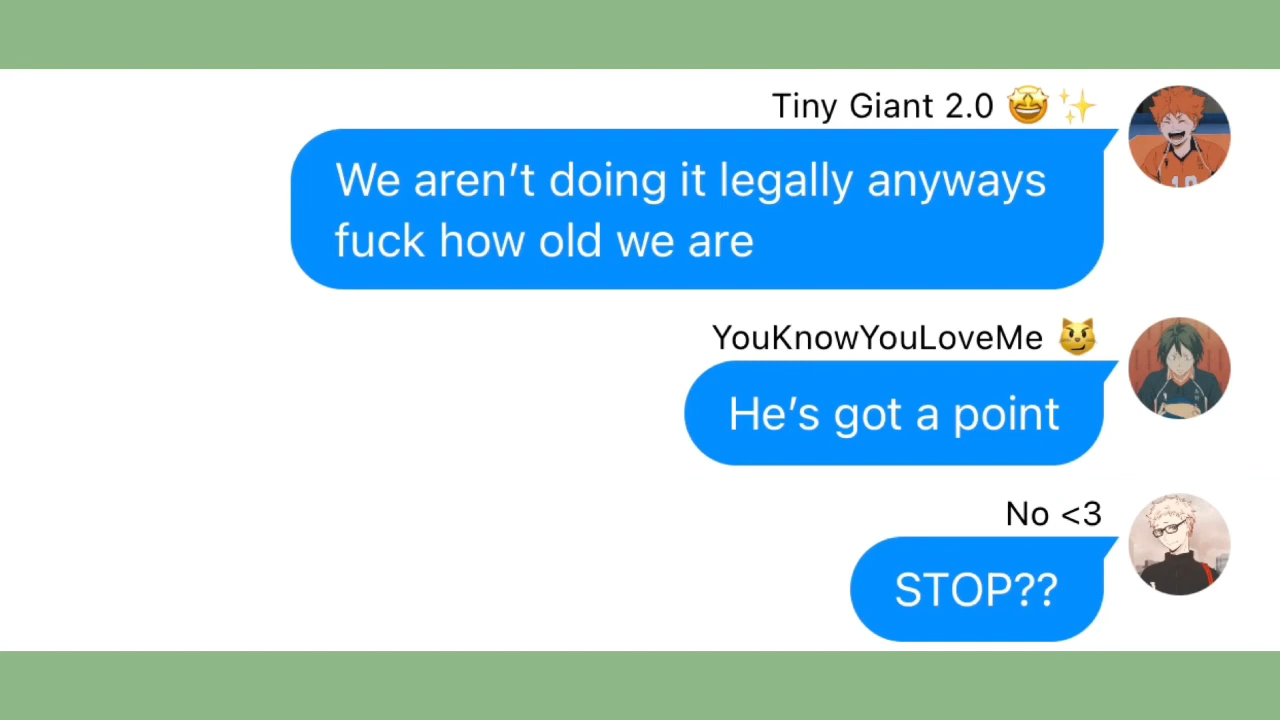 Tiny Giant 2.0 🤩✨
We aren’t doing it legally anyways
fuck how old we are
YouKnowYouLoveMe 😼
He’s got a point
No <3
STOP??